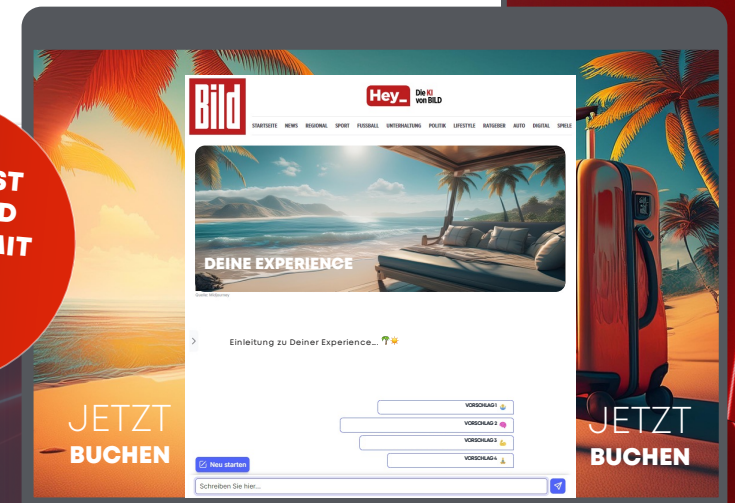 Bild
Hey_
Die KI
von BILD
STARTSEITE NEWS REGIONAL SPORT FUSSBALL UNTERHALTUNG POLITIK LIFESTYLE RATGEBER AUTO DIGITAL SPIELE
DEINE EXPERIENCE
Quelle: Midjourney
Einleitung zu Deiner Experience... 🌴☀️
VORSCHLAG 1
VORSCHLAG 2 🧠
VORSCHLAG 3 💪
VORSCHLAG 4
Neu starten
Schreiben Sie hier...
JETZT
BUCHEN
JETZT
BUCHEN
MIT